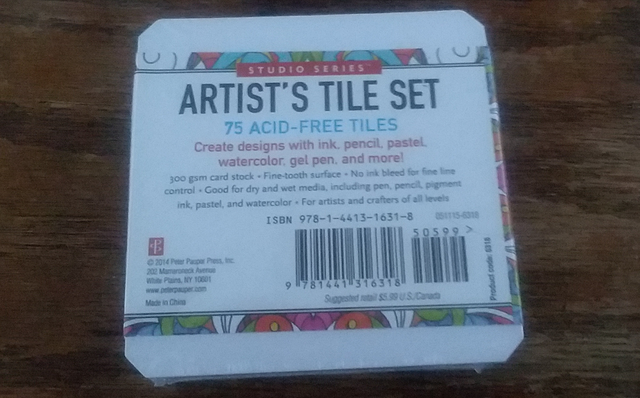 STUDIO SERIES™
ARTIST'S TILE SET
75 ACID-FREE TILES
Create designs with ink, pencil, pastel,
watercolor, gel pen, and more!
300 gsm card stock • Fine-tooth surface • No ink bleed for fine line
control • Good for dry and wet media, including pen, pencil, pigment
ink, pastel, and watercolor • For artists and crafters of all levels
ISBN 978-1-4413-1631-8
051115-0318
50599 >
9 781441 316318
Suggested retail $5.99 U.S./Canada
© 2014 Peter Pauper Press, Inc.
202 Mamaroneck Avenue
White Plains, NY 10601
www.peterpauper.com
Made in China
Product code: 0318